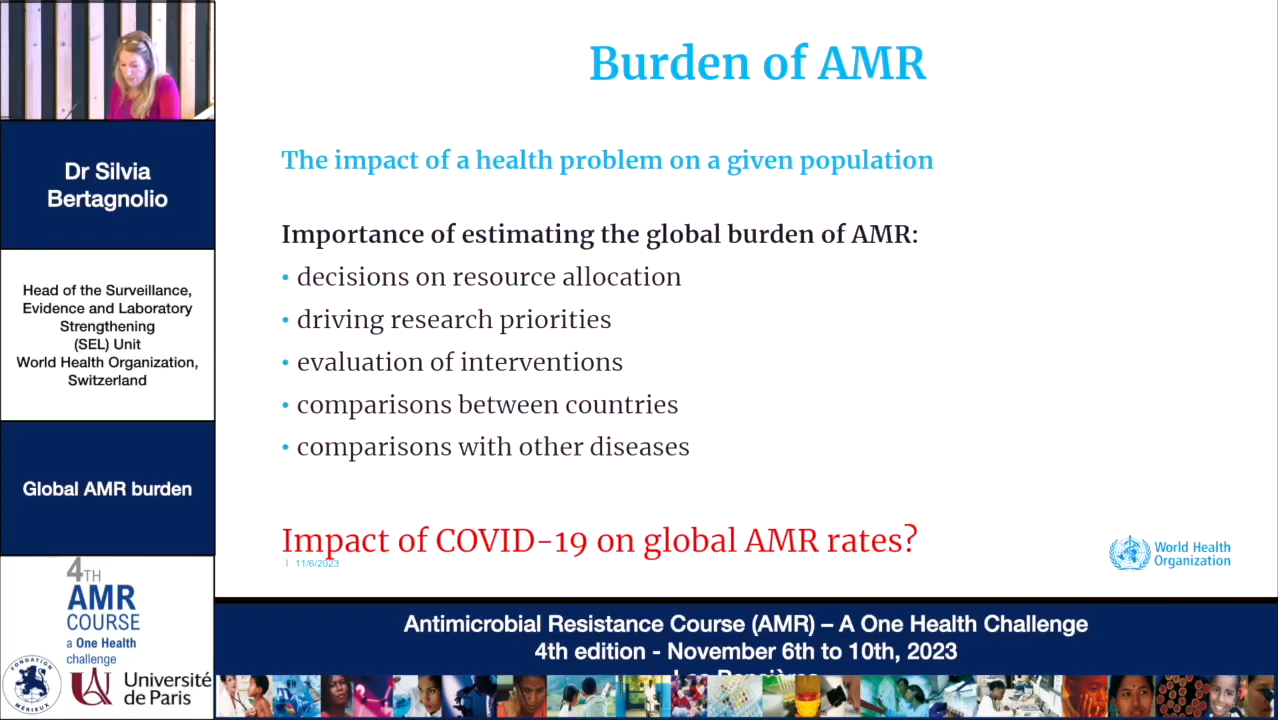 Dr Silvia
Bertagnolio
Head of the Surveillance,
Evidence and Laboratory
Strengthening
(SEL) Unit
World Health Organization,
Switzerland
Global AMR burden
4TH
AMR
COURSE
a One Health
challenge
FONDATION
MÉRIEUX
Université
de Paris
Burden of AMR
The impact of a health problem on a given population
Importance of estimating the global burden of AMR:
• decisions on resource allocation
• driving research priorities
• evaluation of interventions
• comparisons between countries
• comparisons with other diseases
Impact of COVID-19 on global AMR rates?
| 11/6/2023
World Health
Organization
Antimicrobial Resistance Course (AMR) – A One Health Challenge
4th edition - November 6th to 10th, 2023